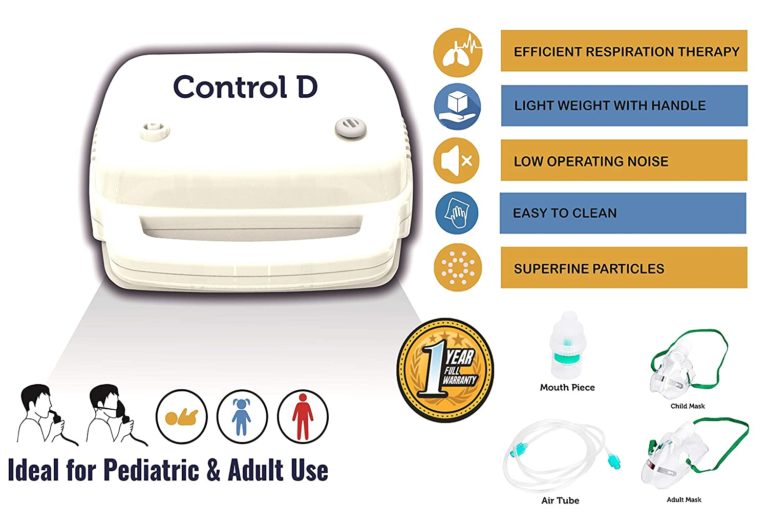 Control D
EFFICIENT RESPIRATION THERAPY
LIGHT WEIGHT WITH HANDLE
LOW OPERATING NOISE
EASY TO CLEAN
SUPERFINE PARTICLES
1 YEAR
FULL
WARRANTY
Mouth Piece
Child Mask
Air Tube
Adult Mask
Ideal for Pediatric & Adult Use